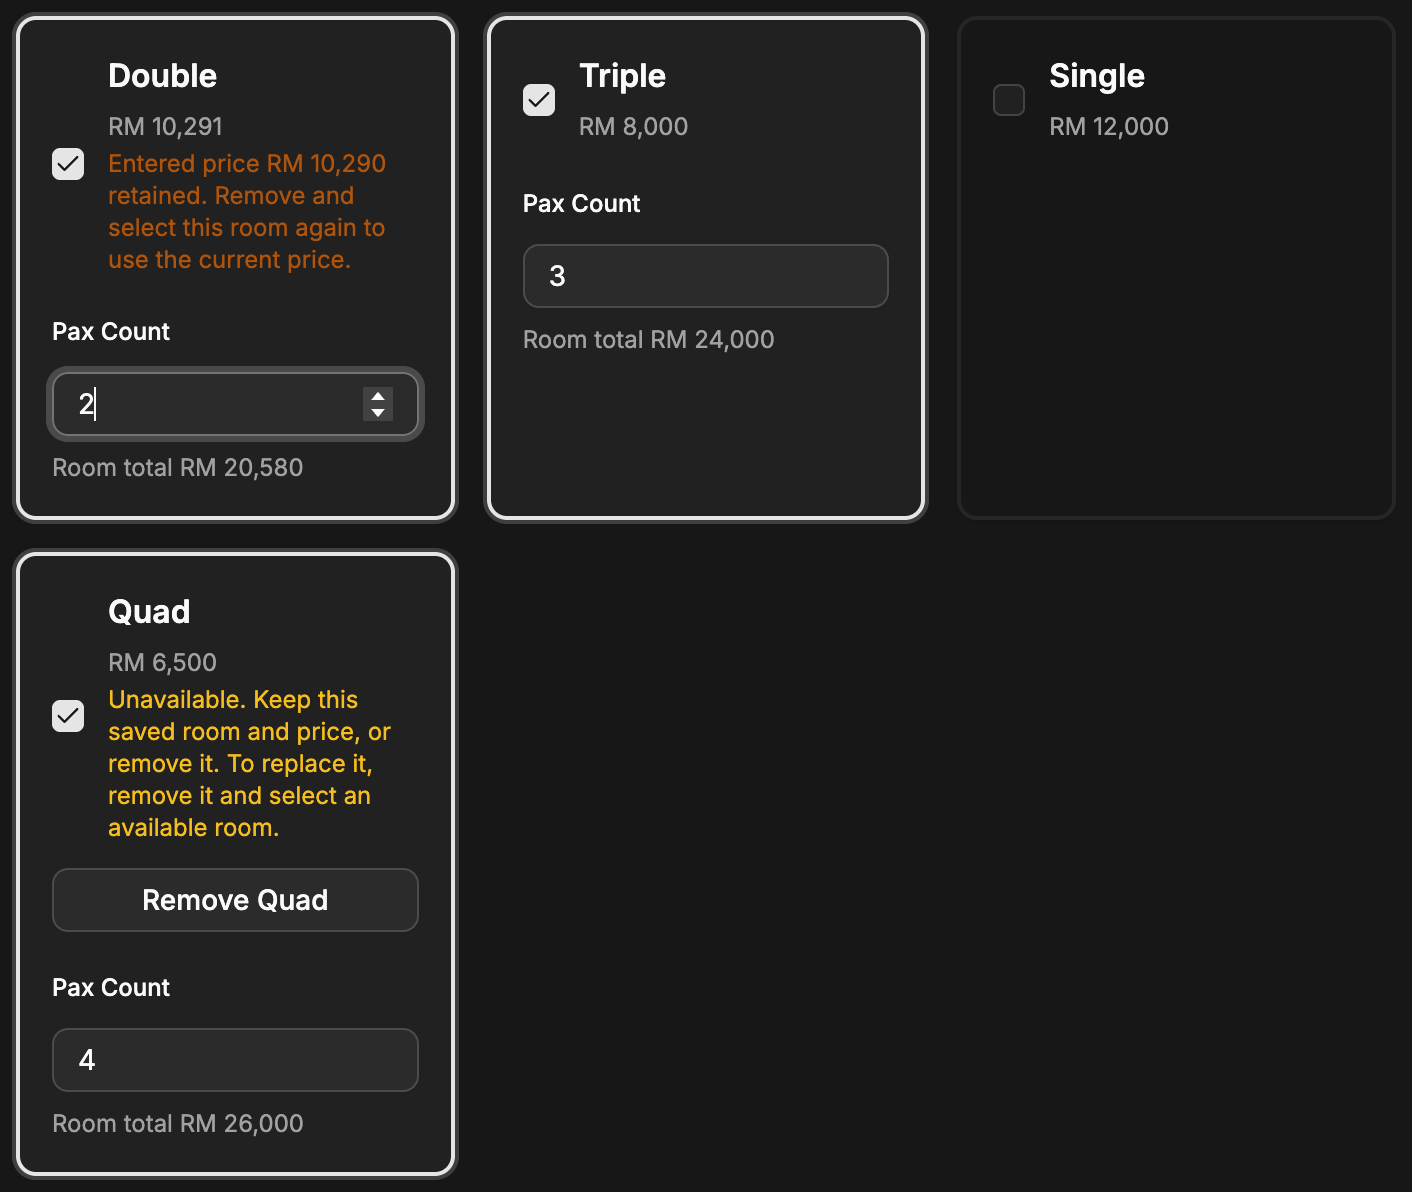 Double
RM 10,291
Entered price RM 10,290
retained. Remove and
select this room again to
use the current price.
Pax Count
2
Room total RM 20,580
Triple
RM 8,000
Pax Count
3
Room total RM 24,000
Single
RM 12,000
Quad
RM 6,500
Unavailable. Keep this
saved room and price, or
remove it. To replace it,
remove it and select an
available room.
Remove Quad
Pax Count
4
Room total RM 26,000